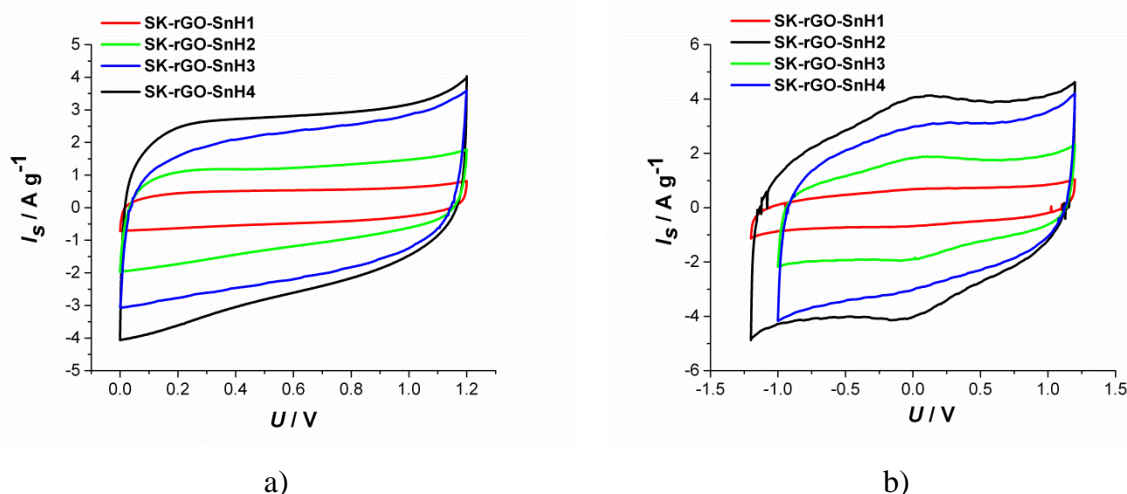 SK-rGO-SnH1
SK-rGO-SnH2
SK-rGO-SnH3
SK-rGO-SnH4
5
4
3
2
1
0
-1
-2
-3
-4
-5
I_S / A g⁻¹
0.0 0.2 0.4 0.6 0.8 1.0 1.2
U / V
a)
SK-rGO-SnH1
SK-rGO-SnH2
SK-rGO-SnH3
SK-rGO-SnH4
-6
4
2
0
-2
-4
-6
I_S / A g⁻¹
-1.5 -1.0 -0.5 0.0 0.5 1.0 1.5
U / V
b)